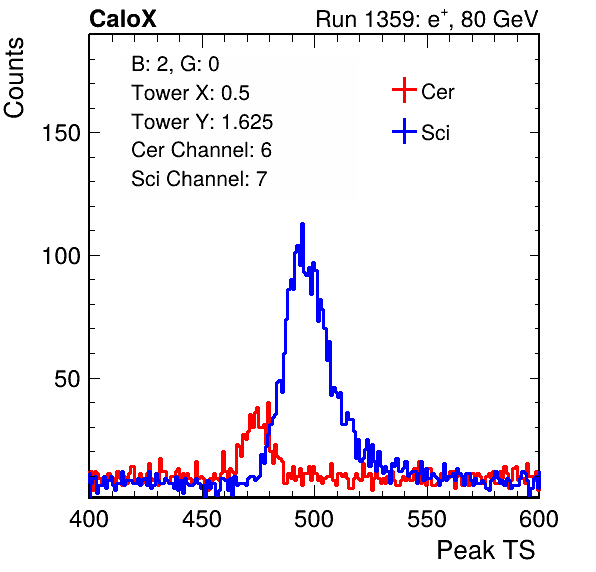 CaloX Run 1359: e⁺, 80 GeV
Counts
B: 2, G: 0
Tower X: 0.5
Tower Y: 1.625
Cer Channel: 6
Sci Channel: 7
Cer
Sci
150
100
50
400 450 500 550 600
Peak TS